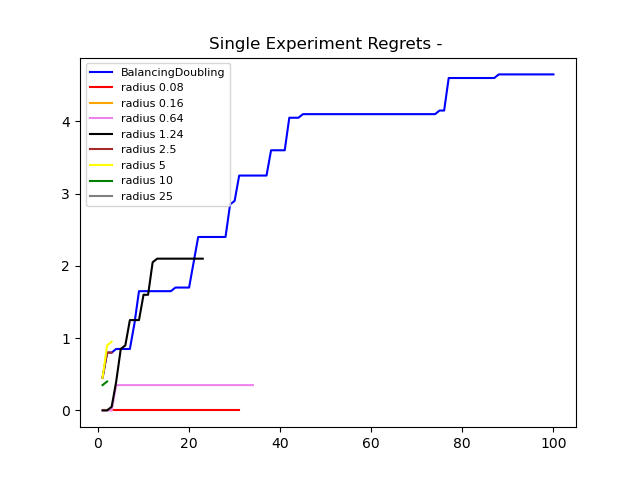 Single Experiment Regrets -
BalancingDoubling
radius 0.08
radius 0.16
radius 0.64
radius 1.24
radius 2.5
radius 5
radius 10
radius 25
4
3
2
1
0
0 20 40 60 80 100